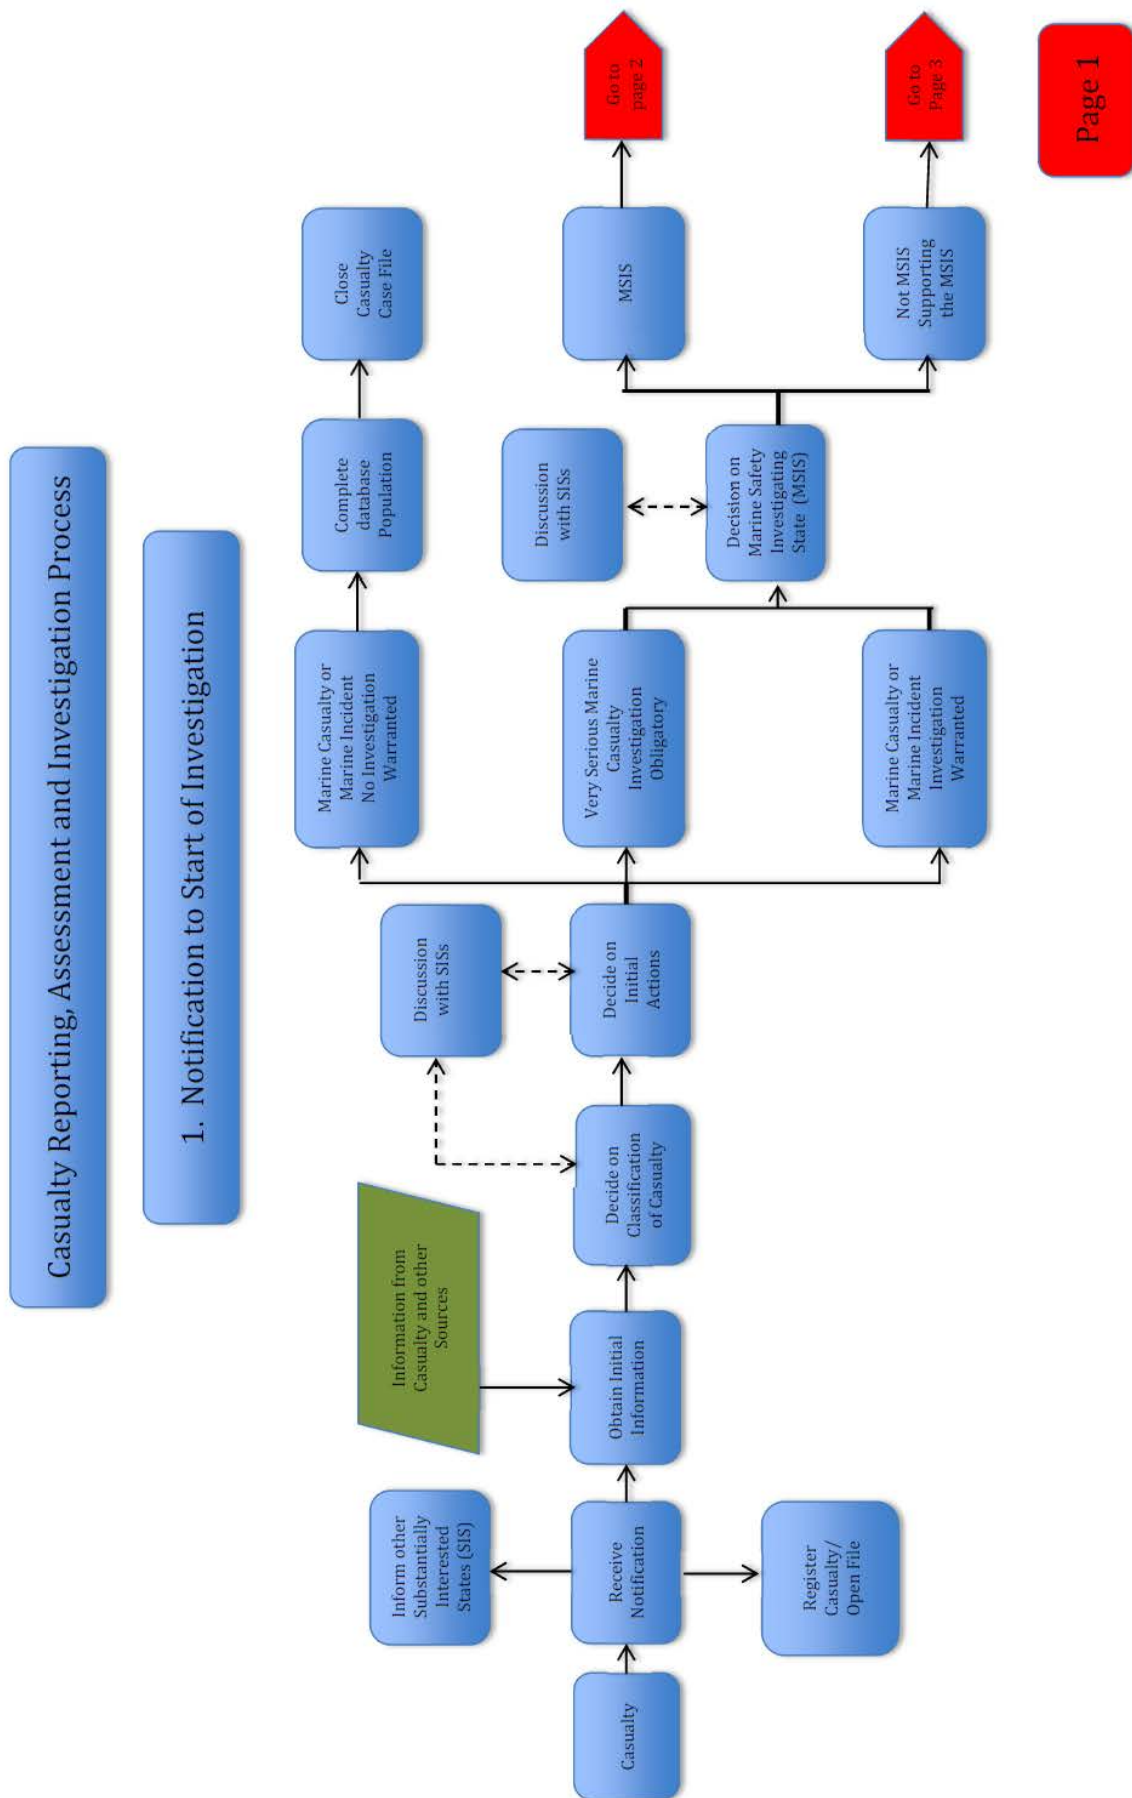 Casualty Reporting, Assessment and Investigation Process
1. Notification to Start of Investigation
Casualty
Receive
Notification
Inform other
Substantially
Interested
States (SIS)
Register
Casualty/
Open File
Information from
Casualty and other
Sources
Obtain Initial
Information
Decide on
Classification
of Casualty
Discussion
with SISs
Decide on
Initial
Actions
Marine Casualty or
Marine Incident
No Investigation
Warranted
Complete
database
Population
Close
Casualty
Case File
Very Serious Marine
Casualty
Investigation
Obligatory
Marine Casualty or
Marine Incident
Investigation
Warranted
Discussion
with SISs
Decision on
Marine Safety
Investigating
State (MSIS)
MSIS
Go to
page 2
Not MSIS
Supporting
the MSIS
Go to
Page 3
Page 1